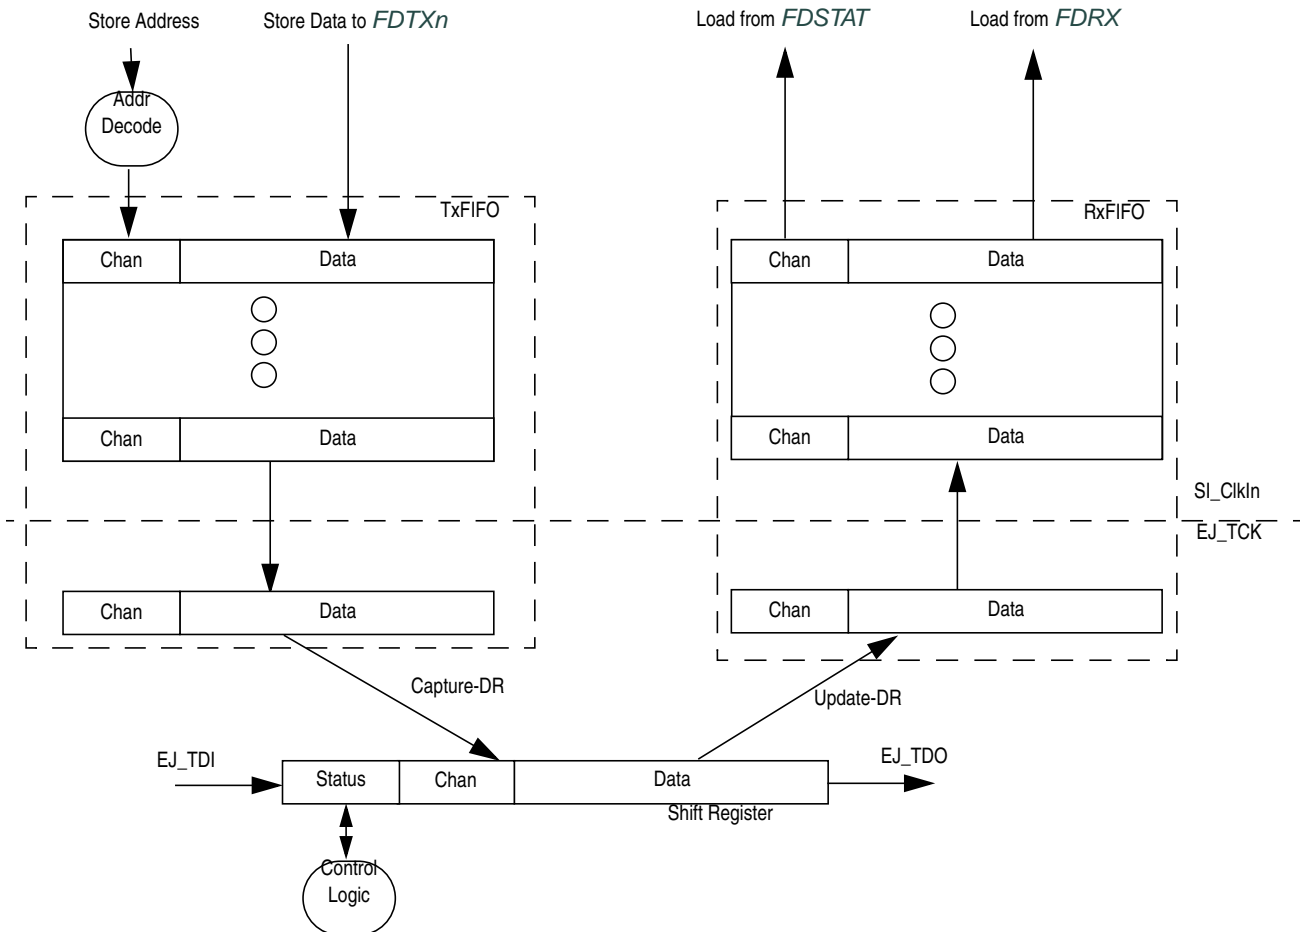 Store Address
Store Data to FDTXn
Load from FDSTAT
Load from FDRX
Addr
Decode
TxFIFO
RxFIFO
Chan
Data
Chan
Data
Chan
Data
Chan
Data
SI_ClkIn
EJ_TCK
Chan
Data
Chan
Data
Capture-DR
Update-DR
EJ_TDI
EJ_TDO
Status
Chan
Data
Shift Register
Control
Logic